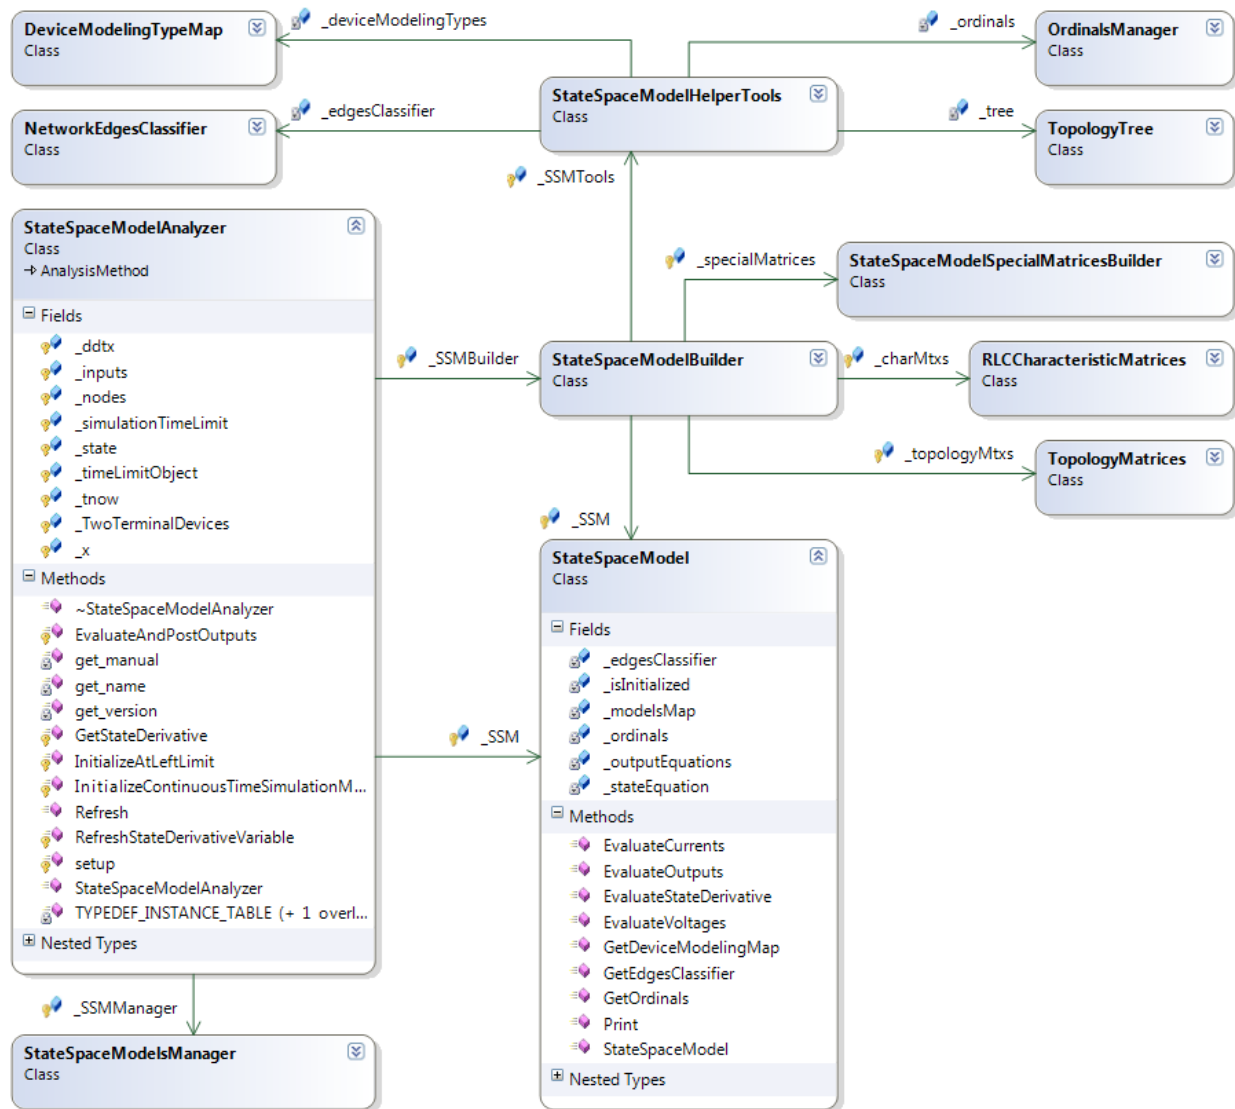 DeviceModelingTypeMap
Class
_deviceModelingTypes
_ordinals
OrdinalsManager
Class
StateSpaceModelHelperTools
Class
NetworkEdgesClassifier
Class
_edgesClassifier
_tree
TopologyTree
Class
_SSMTools
StateSpaceModelAnalyzer
Class
AnalysisMethod
Fields
_ddtx
_inputs
_nodes
_simulationTimeLimit
_state
_timeLimitObject
_tnow
_TwoTerminalDevices
_x
Methods
~StateSpaceModelAnalyzer
EvaluateAndPostOutputs
get_manual
get_name
get_version
GetStateDerivative
InitializeAtLeftLimit
InitializeContinuousTimeSimulationM...
Refresh
RefreshStateDerivativeVariable
setup
StateSpaceModelAnalyzer
TYPEDEF_INSTANCE_TABLE (+ 1 overl...
Nested Types
_specialMatrices
StateSpaceModelSpecialMatricesBuilder
Class
_SSMBuilder
StateSpaceModelBuilder
Class
_charMtxs
RLCCharacteristicMatrices
Class
_topologyMtxs
TopologyMatrices
Class
_SSM
_SSM
StateSpaceModel
Class
Fields
_edgesClassifier
_isInitialized
_modelsMap
_ordinals
_outputEquations
_stateEquation
Methods
EvaluateCurrents
EvaluateOutputs
EvaluateStateDerivative
EvaluateVoltages
GetDeviceModelingMap
GetEdgesClassifier
GetOrdinals
Print
StateSpaceModel
Nested Types
_SSMManager
StateSpaceModelsManager
Class